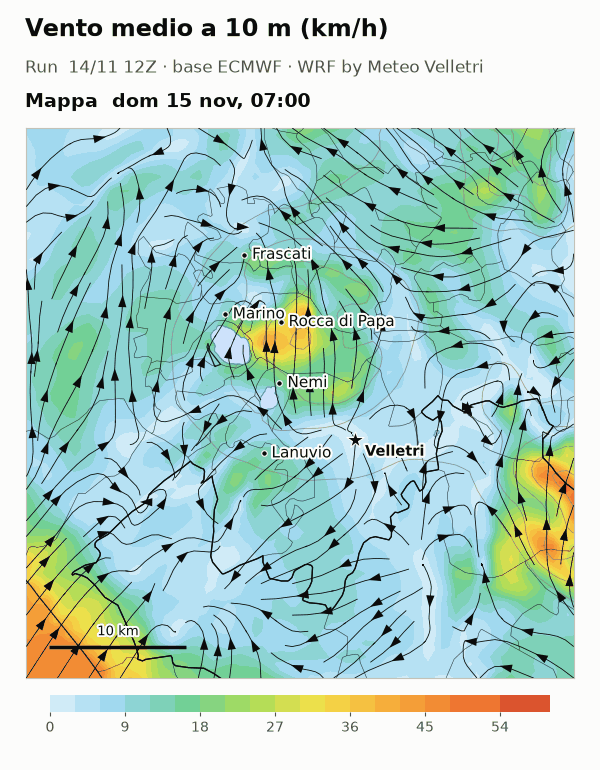 Vento medio a 10 m (km/h)
Run  14/11 12Z · base ECMWF · WRF by Meteo Velletri
Mappa  dom 15 nov, 07:00
Frascati
Marino
Rocca di Papa
Nemi
Velletri
Lanuvio
10 km
0 9 18 27 36 45 54